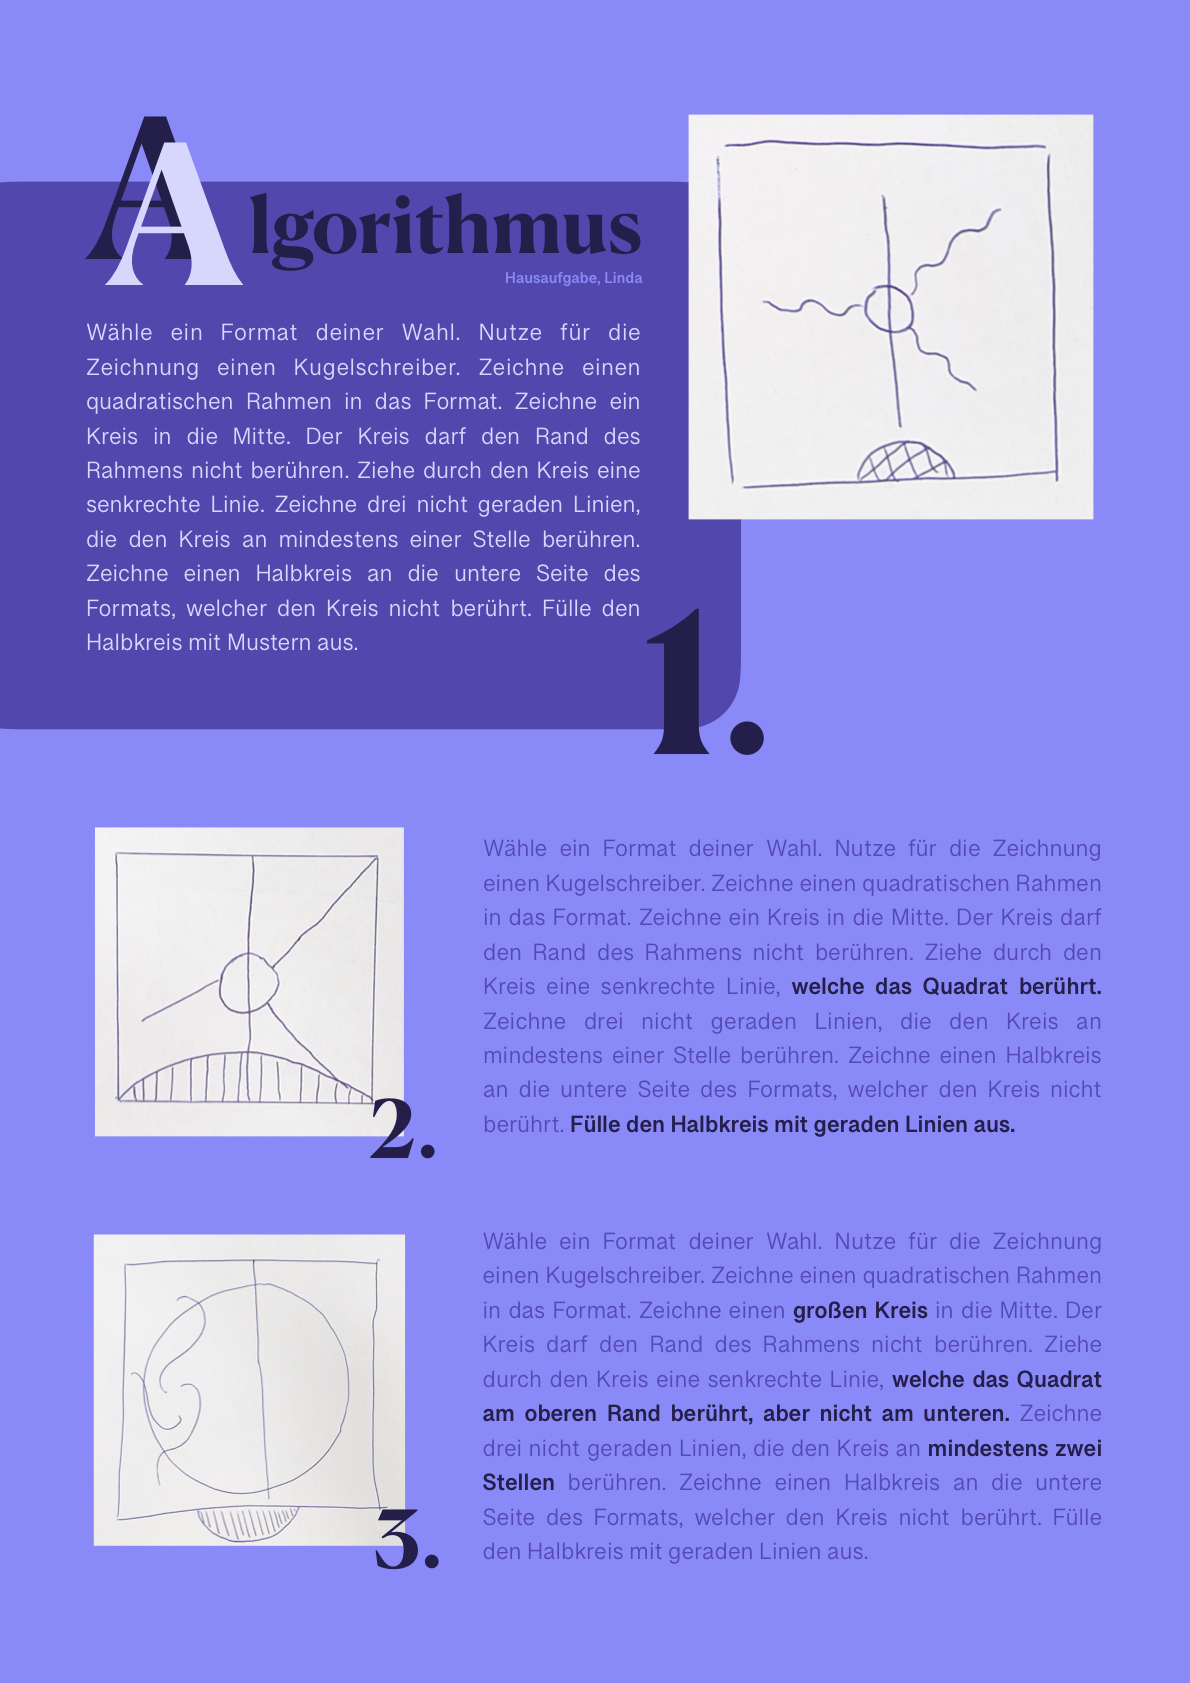 Algorithmus
Hausaufgabe, Linda
Wähle ein Format deiner Wahl. Nutze für die
Zeichnung einen Kugelschreiber. Zeichne einen
quadratischen Rahmen in das Format. Zeichne ein
Kreis in die Mitte. Der Kreis darf den Rand des
Rahmens nicht berühren. Ziehe durch den Kreis eine
senkrechte Linie. Zeichne drei nicht geraden Linien,
die den Kreis an mindestens einer Stelle berühren.
Zeichne einen Halbkreis an die untere Seite des
Formats, welcher den Kreis nicht berührt. Fülle den
Halbkreis mit Mustern aus.
1.
Wähle ein Format deiner Wahl. Nutze für die Zeichnung
einen Kugelschreiber. Zeichne einen quadratischen Rahmen
in das Format. Zeichne ein Kreis in die Mitte. Der Kreis darf
den Rand des Rahmens nicht berühren. Ziehe durch den
Kreis eine senkrechte Linie, welche das Quadrat berührt.
Zeichne drei nicht geraden Linien, die den Kreis an
mindestens einer Stelle berühren. Zeichne einen Halbkreis
an die untere Seite des Formats, welcher den Kreis nicht
berührt. Fülle den Halbkreis mit geraden Linien aus.
2.
Wähle ein Format deiner Wahl. Nutze für die Zeichnung
einen Kugelschreiber. Zeichne einen quadratischen Rahmen
in das Format. Zeichne einen großen Kreis in die Mitte. Der
Kreis darf den Rand des Rahmens nicht berühren. Ziehe
durch den Kreis eine senkrechte Linie, welche das Quadrat
am oberen Rand berührt, aber nicht am unteren. Zeichne
drei nicht geraden Linien, die den Kreis an mindestens zwei
Stellen berühren. Zeichne einen Halbkreis an die untere
Seite des Formats, welcher den Kreis nicht berührt. Fülle
den Halbkreis mit geraden Linien aus.
3.